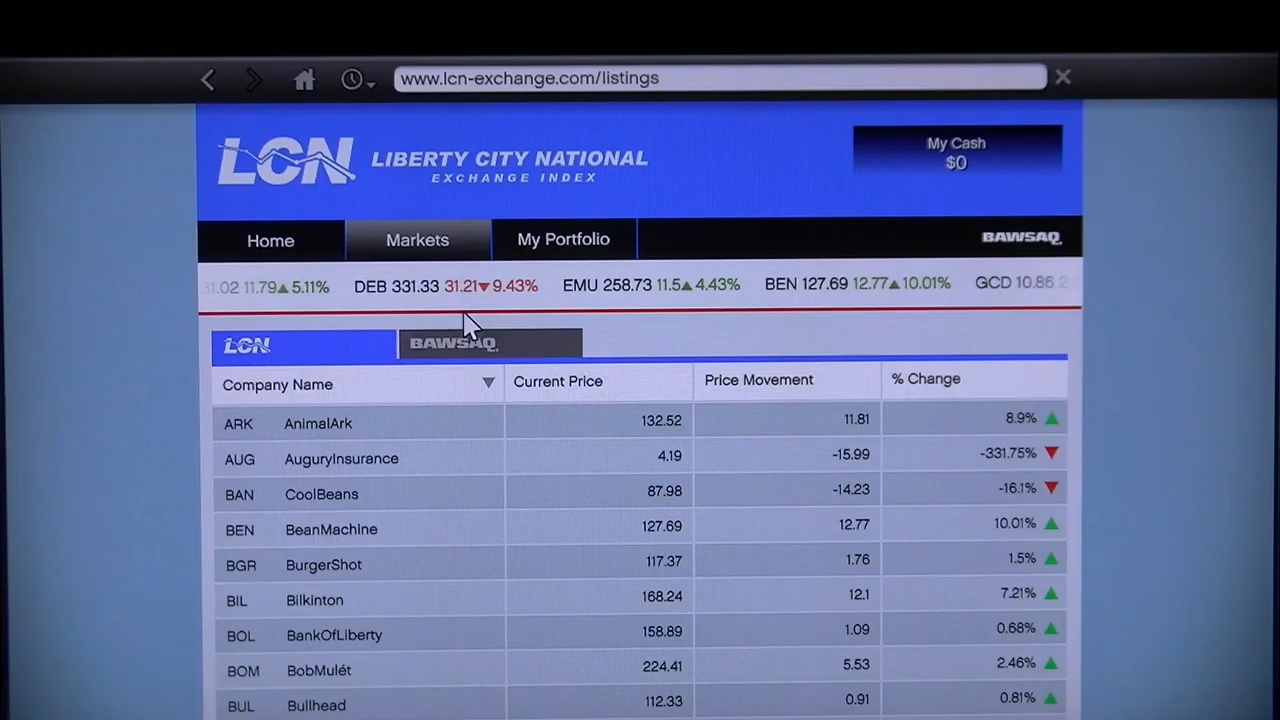 www.lcn-exchange.com/listings
LCN LIBERTY CITY NATIONAL
EXCHANGE INDEX
My Cash
$0
Home Markets My Portfolio BAWSAQ
31.02 11.79▲5.11% DEB 331.33 31.21▼9.43% EMU 258.73 11.5▲4.43% BEN 127.69 12.77▲10.01% GCD 10.86
LCN BAWSAQ
Company Name Current Price Price Movement % Change
ARK AnimalArk 132.52 11.81 8.9%
AUG AuguryInsurance 4.19 -15.99 -331.75%
BAN CoolBeans 87.98 -14.23 -16.1%
BEN BeanMachine 127.69 12.77 10.01%
BGR BurgerShot 117.37 1.76 1.5%
BIL Bilkinton 168.24 12.1 7.21%
BOL BankOfLiberty 158.89 1.09 0.68%
BOM BobMulét 224.41 5.53 2.46%
BUL Bullhead 112.33 0.91 0.81%